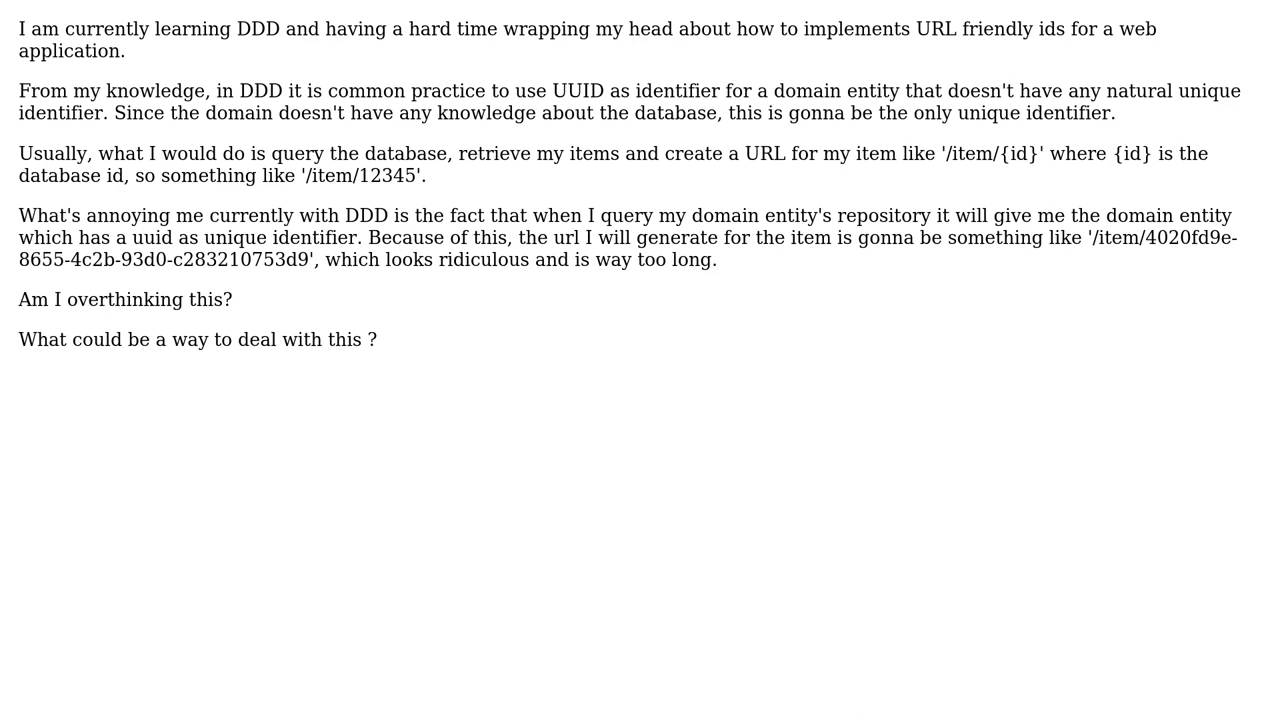 I am currently learning DDD and having a hard time wrapping my head about how to implements URL friendly ids for a web
application.
From my knowledge, in DDD it is common practice to use UUID as identifier for a domain entity that doesn't have any natural unique
identifier. Since the domain doesn't have any knowledge about the database, this is gonna be the only unique identifier.
Usually, what I would do is query the database, retrieve my items and create a URL for my item like '/item/{id}' where {id} is the
database id, so something like '/item/12345'.
What's annoying me currently with DDD is the fact that when I query my domain entity's repository it will give me the domain entity
which has a uuid as unique identifier. Because of this, the url I will generate for the item is gonna be something like '/item/4020fd9e-
8655-4c2b-93d0-c283210753d9', which looks ridiculous and is way too long.
Am I overthinking this?
What could be a way to deal with this ?